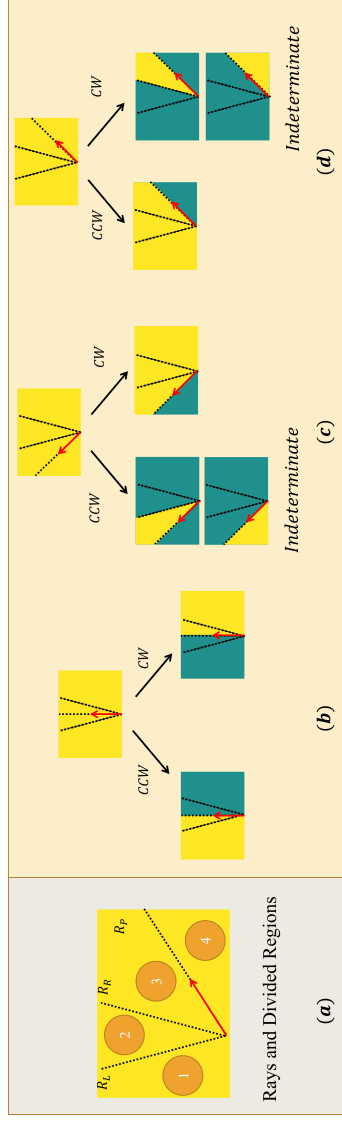 R_L
R_R
R_P
1
2
3
4
Rays and Divided Regions
(a)
CCW
CW
(b)
CCW
CW
Indeterminate
(c)
CCW
CW
Indeterminate
(d)